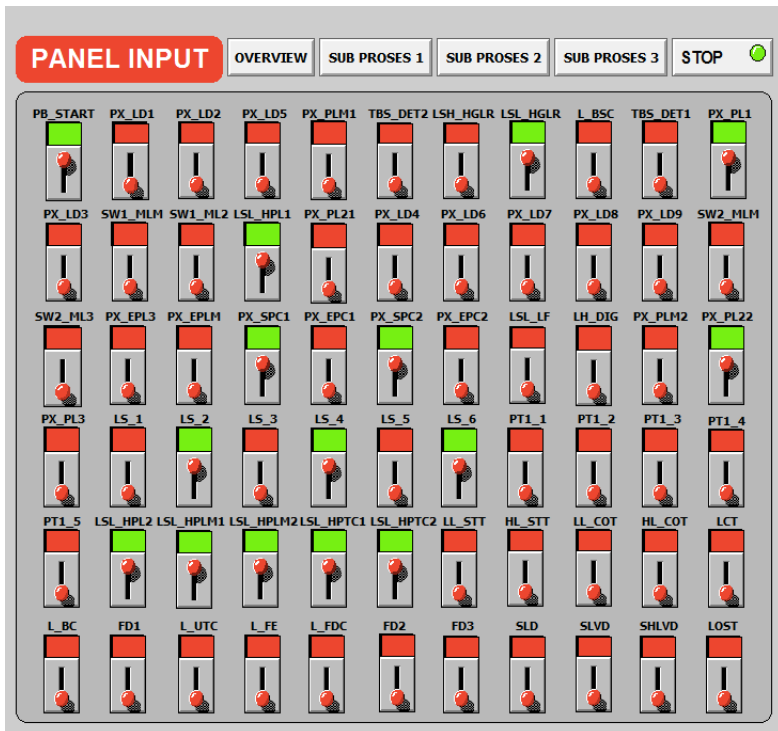 PANEL INPUT OVERVIEW SUB PROSES 1 SUB PROSES 2 SUB PROSES 3 STOP
PB_START PX_LD1 PX_LD2 PX_LD5 PX_PLM1 TBS_DET2 LSH_HGLR LSL_HGLR L_BSC TBS_DET1 PX_PL1
PX_LD3 SW1_MLM SW1_ML2 LSL_HPL1 PX_PL21 PX_LD4 PX_LD6 PX_LD7 PX_LD8 PX_LD9 SW2_MLM
SW2_ML3 PX_EPL3 PX_EPLM PX_SPC1 PX_EPC1 PX_SPC2 PX_EPC2 LSL_LF LH_DIG PX_PLM2 PX_PL22
PX_PL3 LS_1 LS_2 LS_3 LS_4 LS_5 LS_6 PT1_1 PT1_2 PT1_3 PT1_4
PT1_5 LSL_HPL2 LSL_HPLM1 LSL_HPLM2 LSL_HPTC1 LSL_HPTC2 LL_STT HL_STT LL_COT HL_COT LCT
L_BC FD1 L_UTC L_FE L_FDC FD2 FD3 SLD SLVD SHLVD LOST